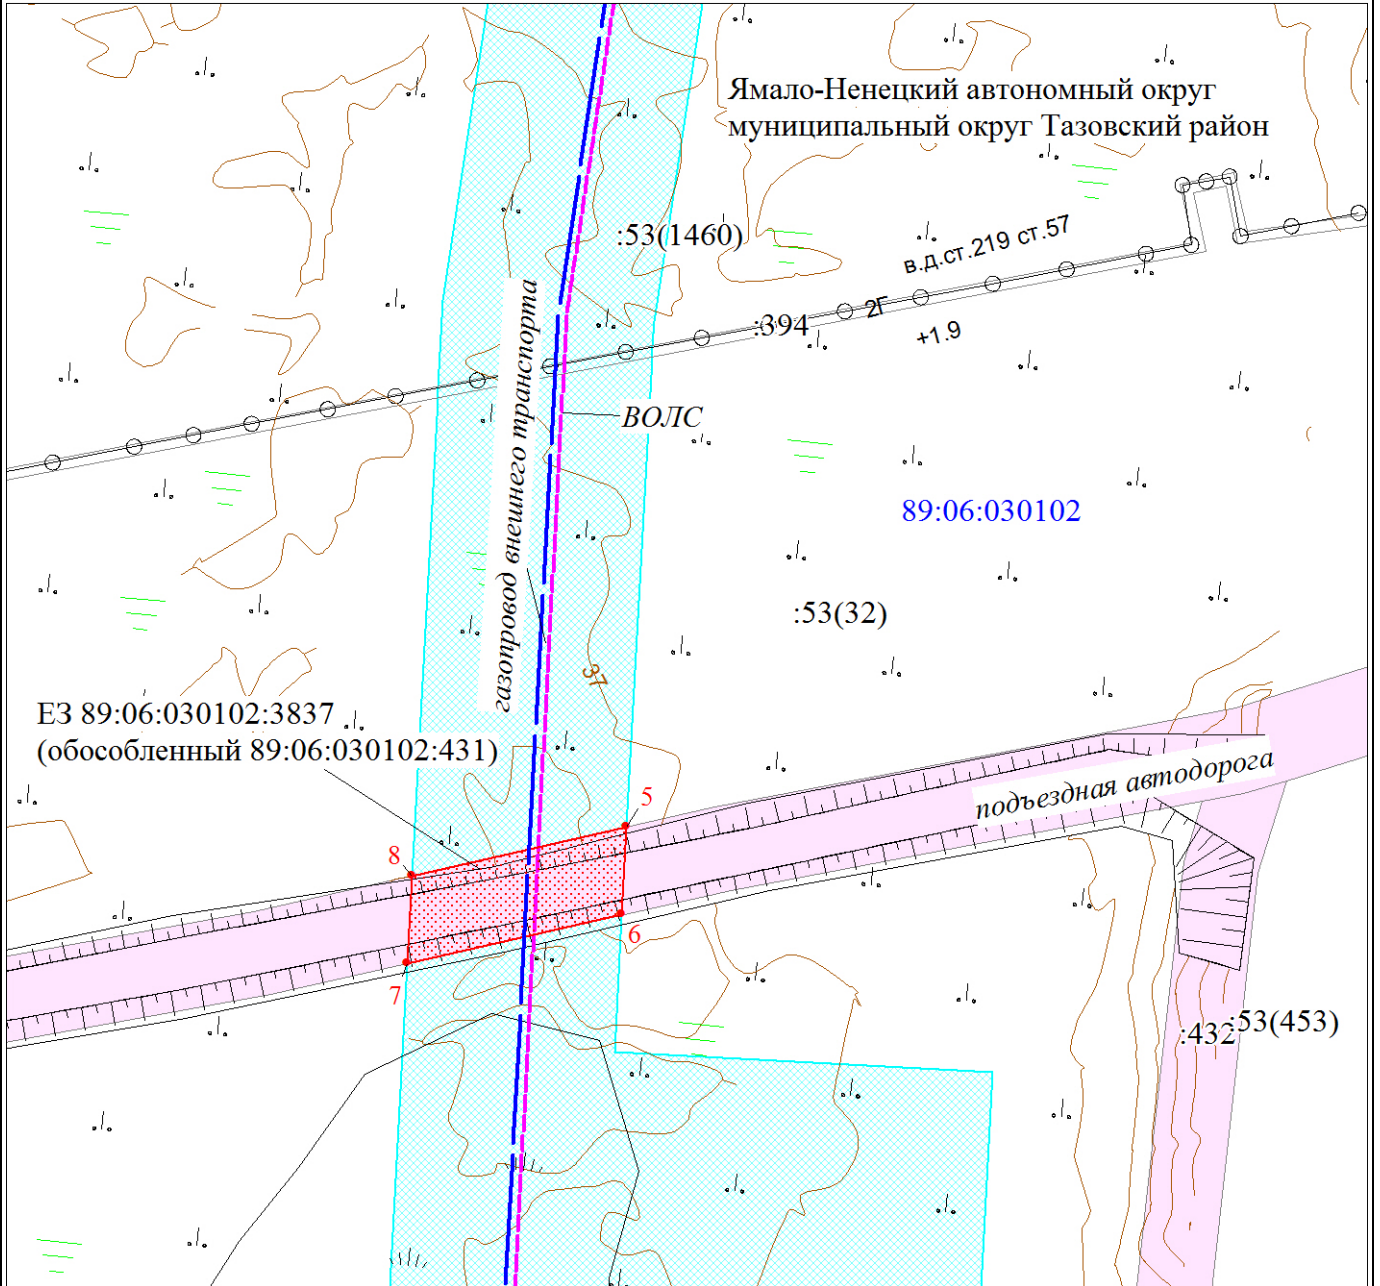 Ямало-Ненецкий автономный округ
муниципальный округ Тазовский район
:53(1460)
в.д.ст.219 ст.57
2Г
:394
+1.9
газопровод внешнего транспорта
ВОЛС
89:06:030102
:53(32)
37
ЕЗ 89:06:030102:3837
(обособленный 89:06:030102:431)
подъездная автодорога
5
8
6
7
:432
:53(453)